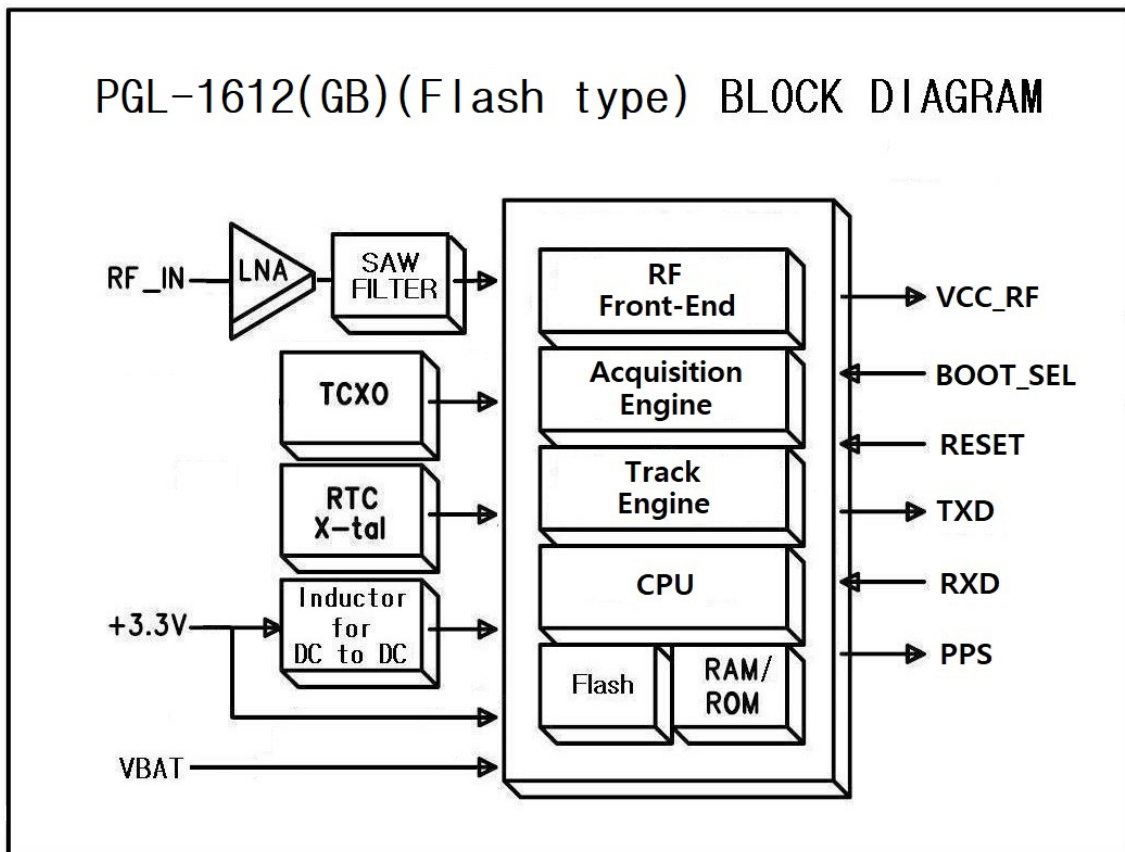 PGL-1612(GB)(Flash type) BLOCK DIAGRAM
RF_IN
LNA
SAW
FILTER
TCXO
RTC
X-tal
+3.3V
Inductor
for
DC to DC
VBAT
RF
Front-End
Acquisition
Engine
Track
Engine
CPU
Flash
RAM/
ROM
VCC_RF
BOOT_SEL
RESET
TXD
RXD
PPS